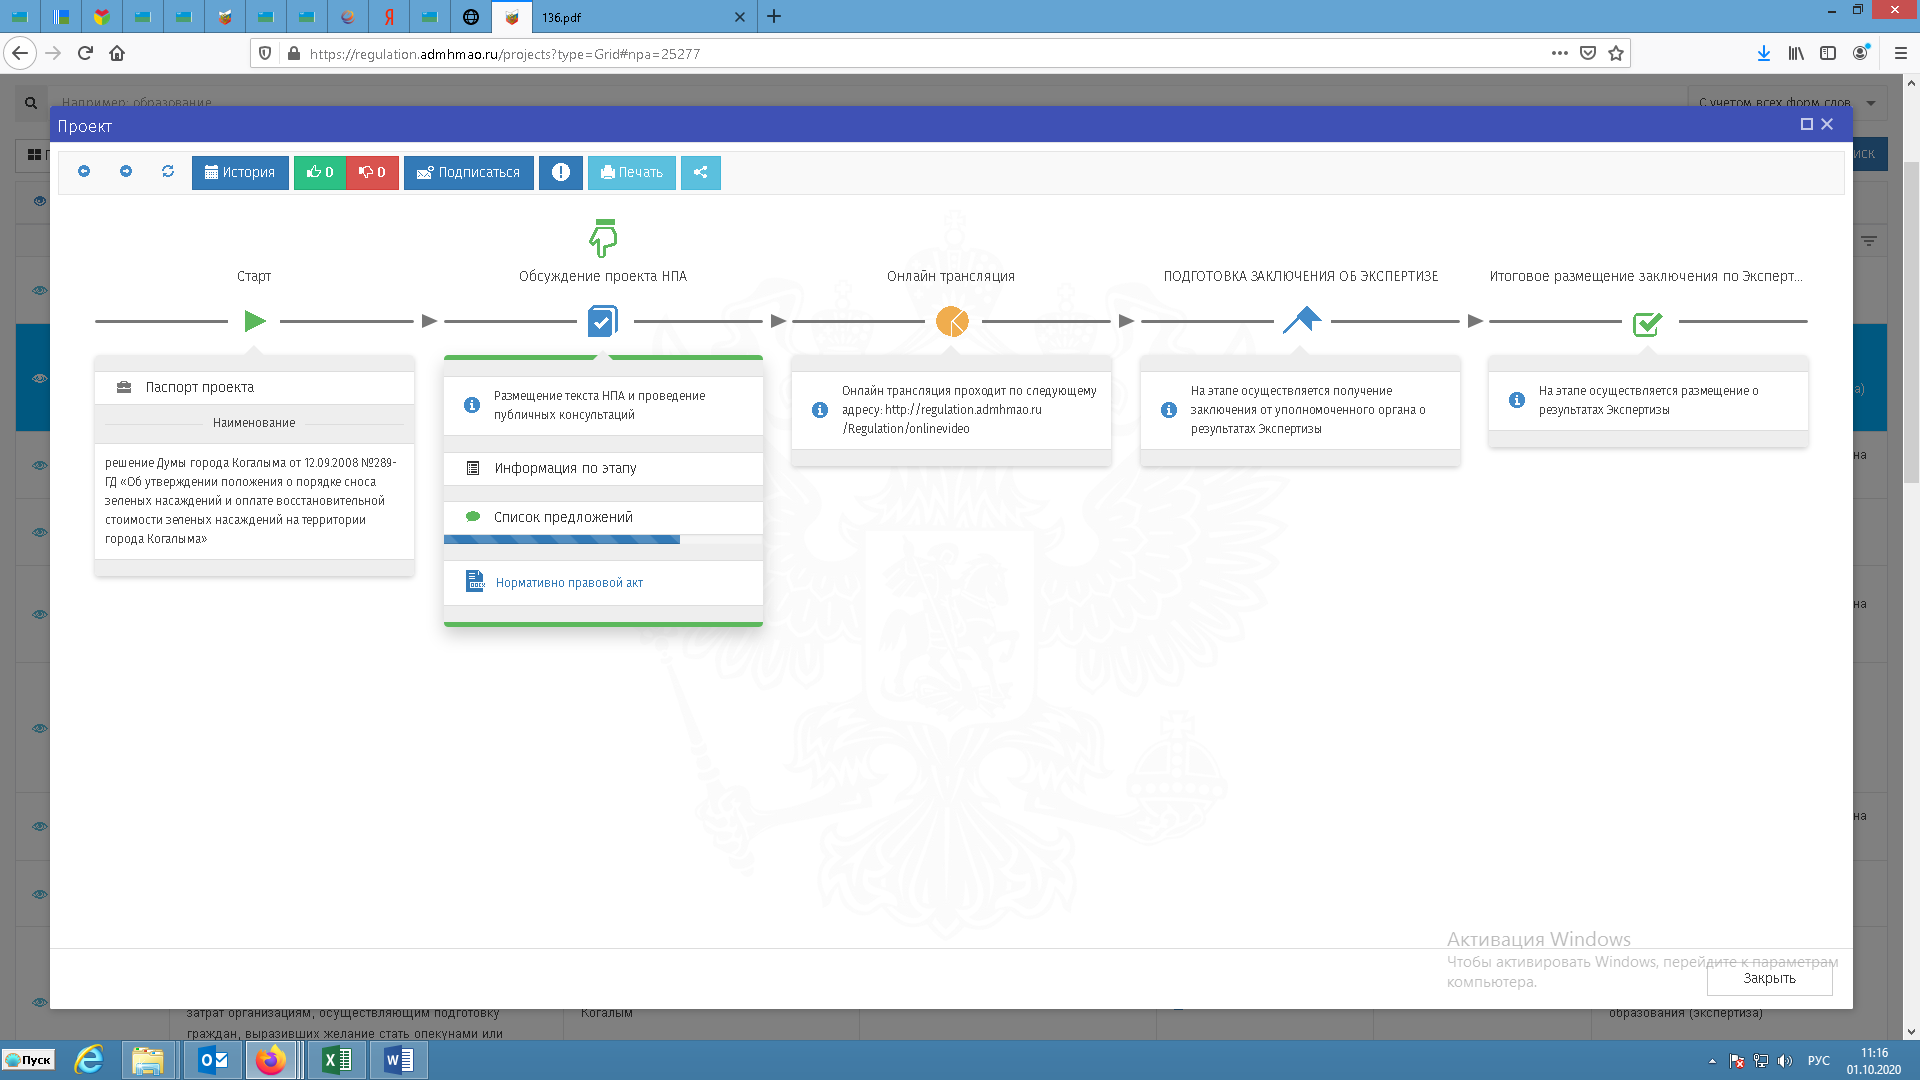 136.pdf
https://regulation.admhmao.ru/projects?type=Grid#npa=25277
Например: образование
С учетом всех форм слов
Проект
История
0
0
Подписаться
Печать
Старт
Обсуждение проекта НПА
Онлайн трансляция
ПОДГОТОВКА ЗАКЛЮЧЕНИЯ ОБ ЭКСПЕРТИЗЕ
Итоговое размещение заключения по Эксперт...
Паспорт проекта
Наименование
решение Думы города Когалыма от 12.09.2008 №289-
ГД «Об утверждении положения о порядке сноса
зеленых насаждений и оплате восстановительной
стоимости зеленых насаждений на территории
города Когалыма»
Размещение текста НПА и проведение
публичных консультаций
Информация по этапу
Список предложений
Нормативно правовой акт
Онлайн трансляция проходит по следующему
адресу: http://regulation.admhmao.ru
/Regulation/onlinevideo
На этапе осуществляется получение
заключения от уполномоченного органа о
результатах Экспертизы
На этапе осуществляется размещение о
результатах Экспертизы
Активация Windows
Чтобы активировать Windows, перейдите к параметрам
компьютера.
Закрыть
затрат организациям, осуществляющим подготовку
граждан, выразивших желание стать опекунами или
Когалым
образования (экспертиза)
Пуск
РУС
11:16
01.10.2020